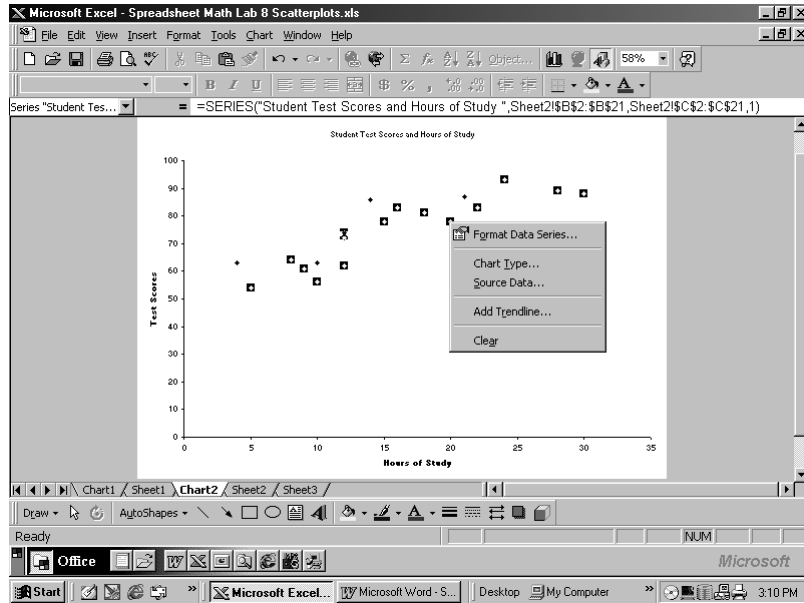 Microsoft Excel - Spreadsheet Math Lab 8 Scatterplots.xls
File Edit View Insert Format Tools Chart Window Help
Object... 58%
B I U $ % ,
Series "Student Tes... = =SERIES("Student Test Scores and Hours of Study ",Sheet2!$B$2:$B$21,Sheet2!$C$2:$C$21,1)
Student Test Scores and Hours of Study
100
90
80
70
60
50
40
30
20
10
0
Test Scores
0 5 10 15 20 25 30 35
Hours of Study
Format Data Series...
Chart Type...
Source Data...
Add Trendline...
Clear
Chart1 / Sheet1 \ Chart2 / Sheet2 / Sheet3 /
Draw AutoShapes
Ready NUM
Office Microsoft
Start » Microsoft Excel... Microsoft Word - S... Desktop My Computer » 3:10 PM